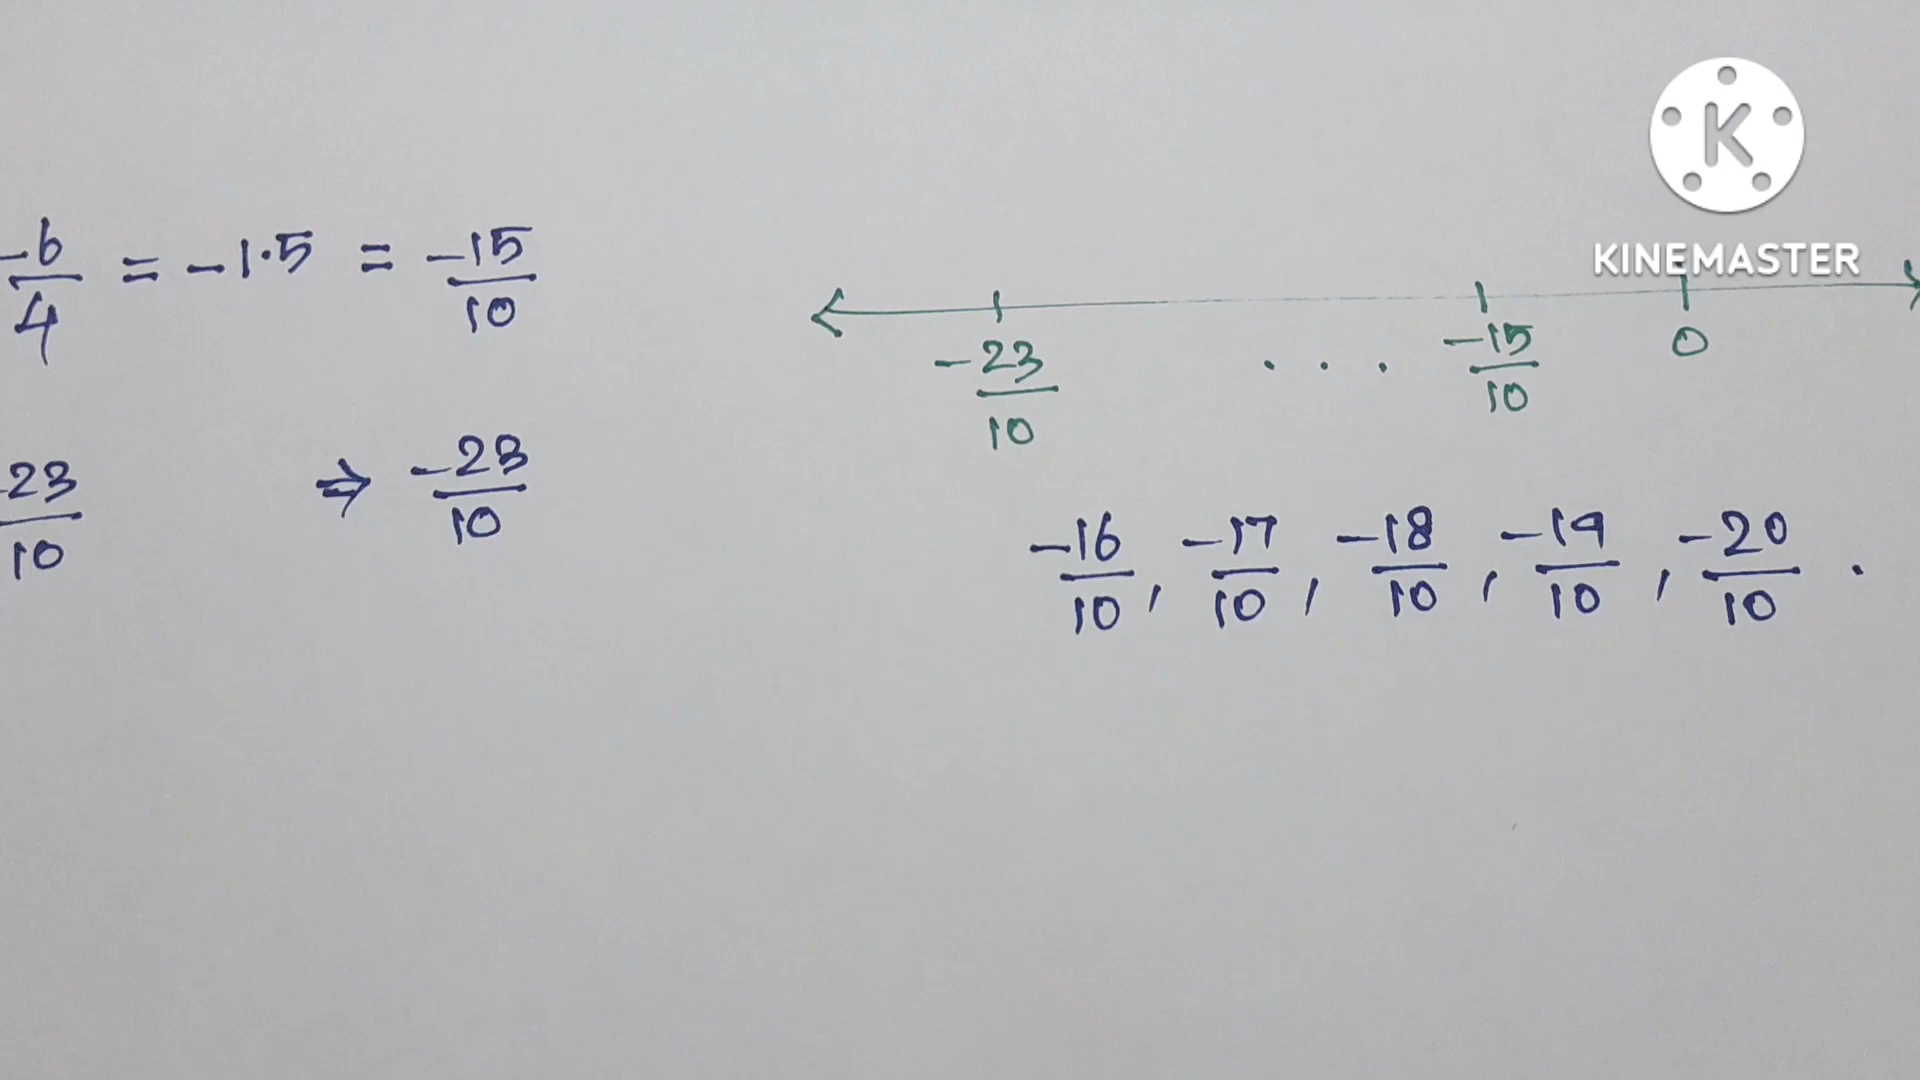 -6/4 = -1.5 = -15/10
-23/10 ⇒ -23/10
KINEMASTER
-23/10 . . . -15/10 0
-16/10, -17/10, -18/10, -19/10, -20/10 .